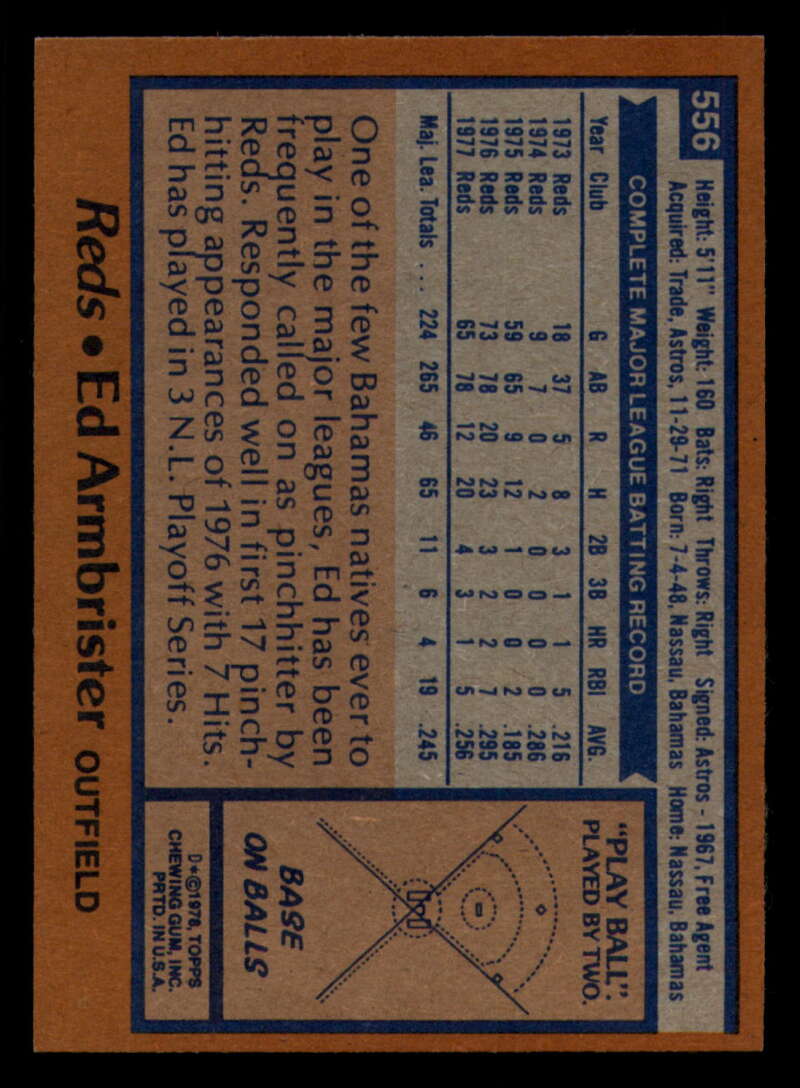 556
Height: 5'11" Weight: 160 Bats: Right Throws: Right Signed: Astros - 1967, Free Agent
Acquired: Trade, Astros, 11-29-71 Born: 7-4-48, Nassau, Bahamas Home: Nassau, Bahamas
COMPLETE MAJOR LEAGUE BATTING RECORD
Year Club G AB R H 2B 3B HR RBI AVG.
1973 Reds 18 37 5 8 3 1 1 5 .216
1974 Reds 9 7 0 2 0 0 0 0 .286
1975 Reds 59 65 9 12 1 0 0 2 .185
1976 Reds 73 78 20 23 3 2 2 7 .295
1977 Reds 65 78 12 20 4 3 1 5 .256
Maj. Lea. Totals ... 224 265 46 65 11 6 4 19 .245
One of the few Bahamas natives ever to
play in the major leagues, Ed has been
frequently called on as pinchhitter by
Reds. Responded well in first 17 pinch-
hitting appearances of 1976 with 7 Hits.
Ed has played in 3 N.L. Playoff Series.
"PLAY BALL":
PLAYED BY TWO.
BASE
ON BALLS
D*©1978, TOPPS
CHEWING GUM, INC.
PRTD. IN U.S.A.
Reds • Ed Armbrister OUTFIELD